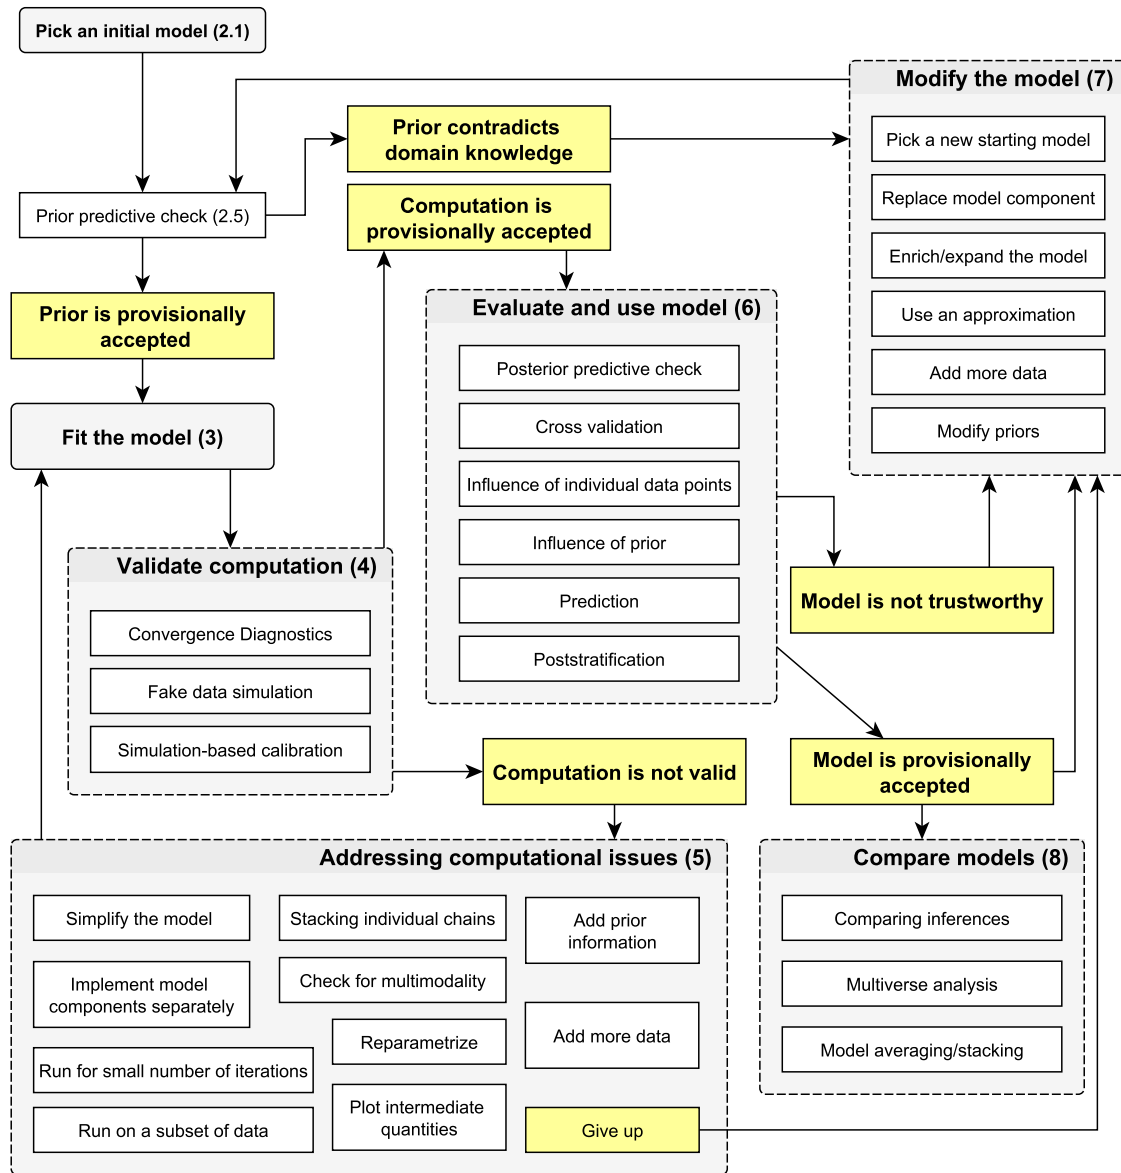 Pick an initial model (2.1)
Prior predictive check (2.5)
Prior contradicts
domain knowledge
Prior is provisionally
accepted
Fit the model (3)
Computation is
provisionally accepted
Validate computation (4)
Convergence Diagnostics
Fake data simulation
Simulation-based calibration
Evaluate and use model (6)
Posterior predictive check
Cross validation
Influence of individual data points
Influence of prior
Prediction
Poststratification
Modify the model (7)
Pick a new starting model
Replace model component
Enrich/expand the model
Use an approximation
Add more data
Modify priors
Model is not trustworthy
Computation is not valid
Model is provisionally
accepted
Addressing computational issues (5)
Simplify the model
Implement model
components separately
Run for small number of iterations
Run on a subset of data
Stacking individual chains
Check for multimodality
Reparametrize
Plot intermediate
quantities
Add prior
information
Add more data
Give up
Compare models (8)
Comparing inferences
Multiverse analysis
Model averaging/stacking